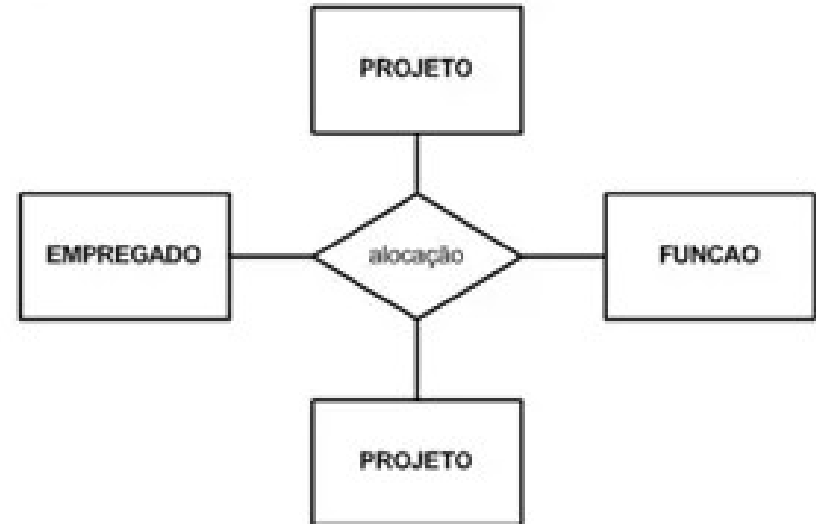 PROJETO
EMPREGADO
alocação
FUNCAO
PROJETO